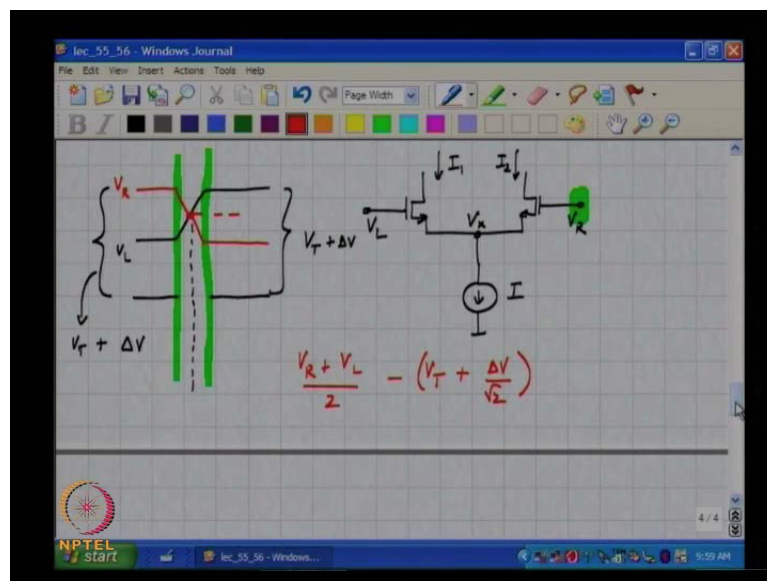 lec_55_56 - Windows Journal
File Edit View Insert Actions Tools Help
Page Width
B I
V_R
V_L
V_T + ΔV
V_T + ΔV
I_1
I_2
V_L
V_x
V_R
I
(V_R + V_L)/2 - (V_T + ΔV/√2)
4 / 4
NPTEL
start
lec_55_56 - Windows...
9:59 AM